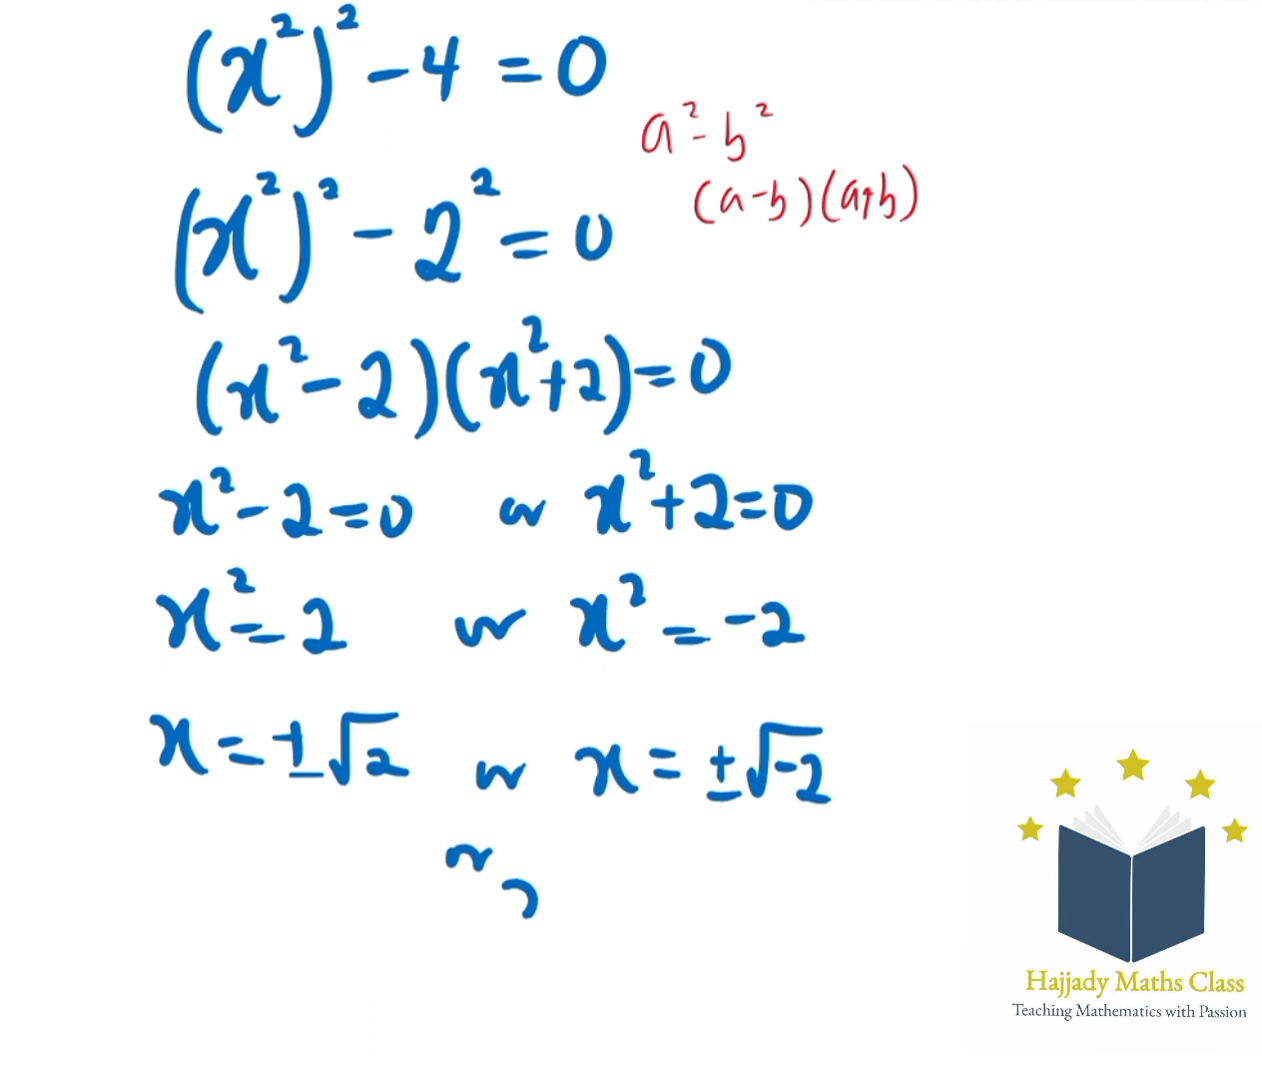 (x²)² - 4 = 0
a² - b²
(a-b)(a+b)
(x²)² - 2² = 0
(x² - 2)(x² + 2) = 0
x² - 2 = 0 or x² + 2 = 0
x² = 2 or x² = -2
x = ±√2 or x = ±√-2
Hajjady Maths Class
Teaching Mathematics with Passion